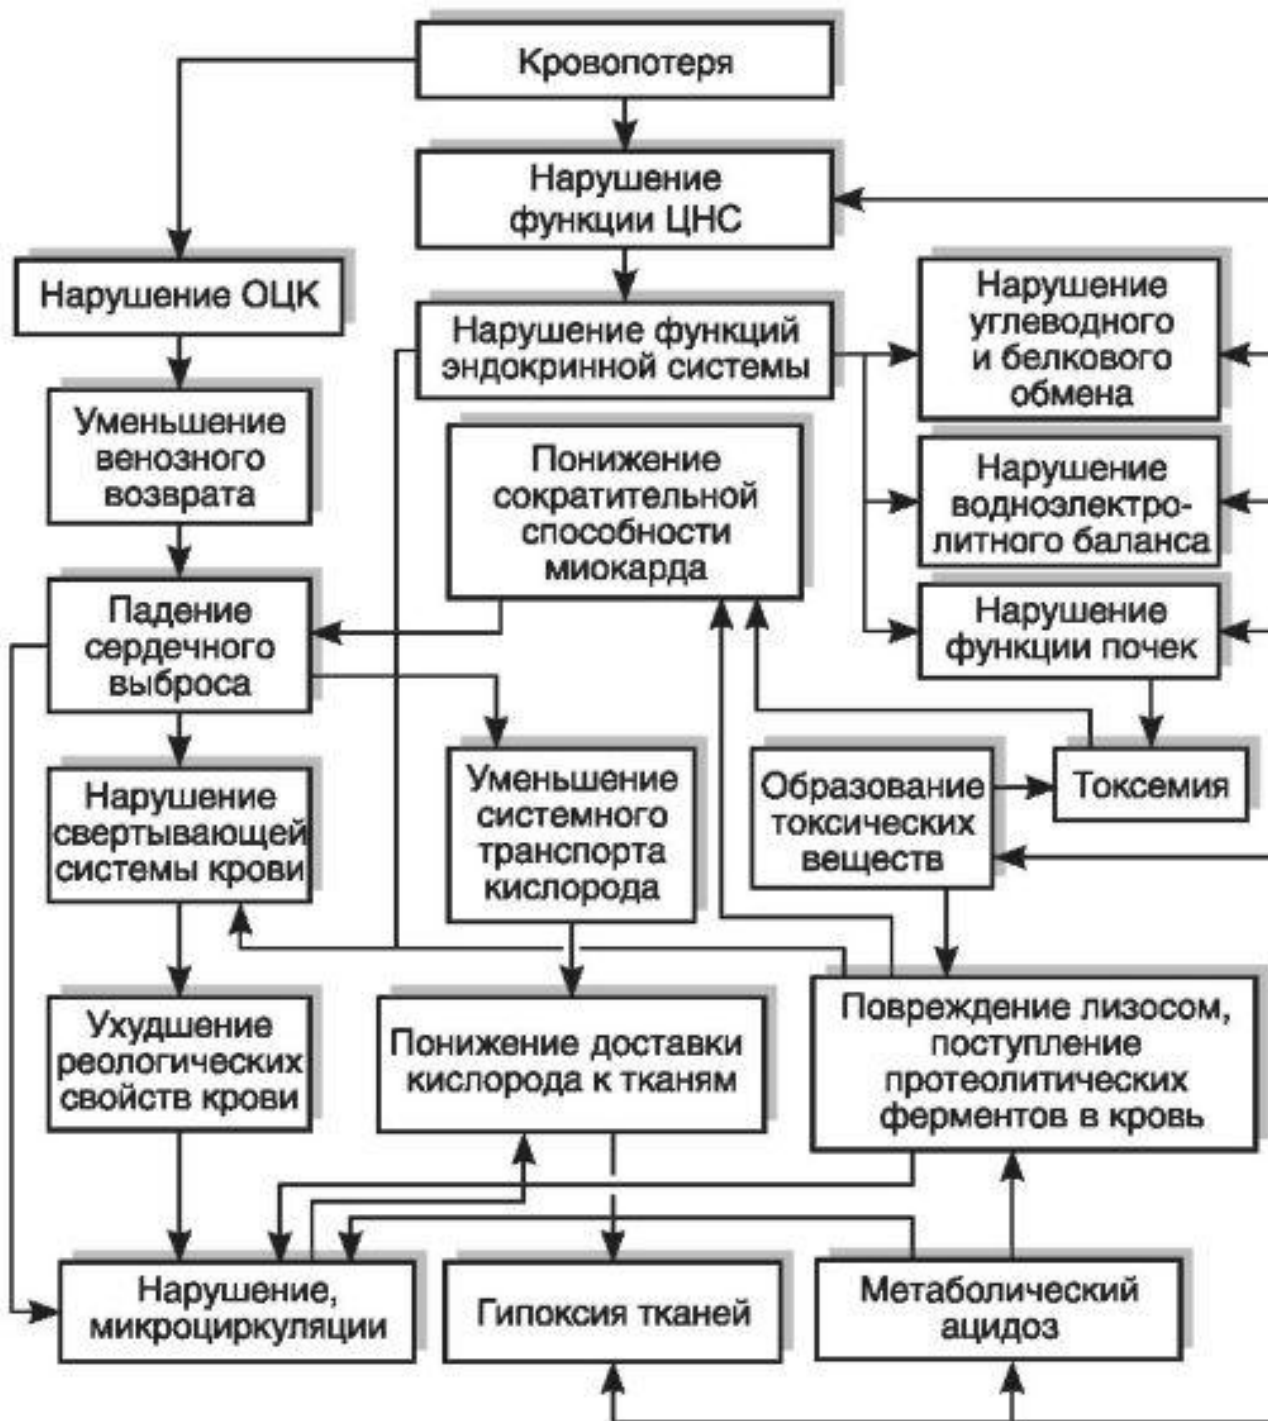 Кровопотеря
Нарушение
функции ЦНС
Нарушение ОЦК
Нарушение функций
эндокринной системы
Нарушение
углеводного
и белкового
обмена
Уменьшение
венозного
возврата
Понижение
сократительной
способности
миокарда
Нарушение
водноэлектро-
литного баланса
Падение
сердечного
выброса
Нарушение
функции почек
Нарушение
свертывающей
системы крови
Уменьшение
системного
транспорта
кислорода
Образование
токсических
веществ
Токсемия
Ухудшение
реологических
свойств крови
Понижение доставки
кислорода к тканям
Повреждение лизосом,
поступление
протеолитических
ферментов в кровь
Нарушение,
микроциркуляции
Гипоксия тканей
Метаболический
ацидоз